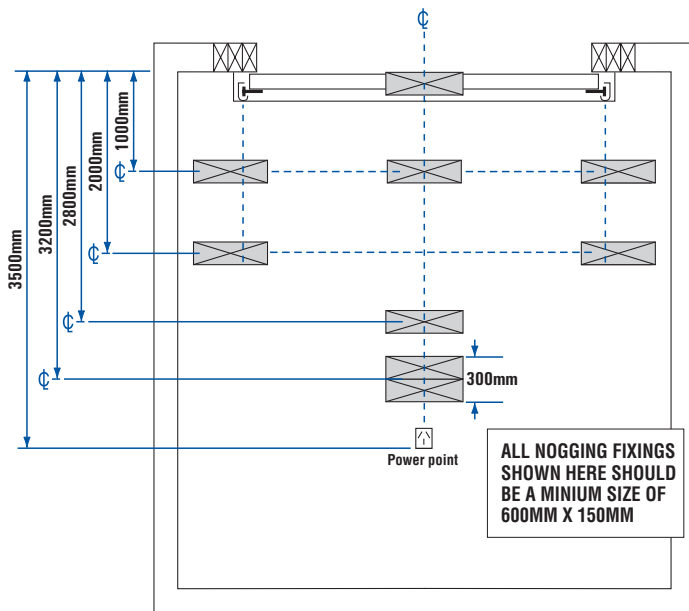 ℄
1000mm
2000mm
2800mm
3200mm
3500mm
℄
℄
℄
℄
300mm
Power point
ALL NOGGING FIXINGS
SHOWN HERE SHOULD
BE A MINIUM SIZE OF
600MM X 150MM